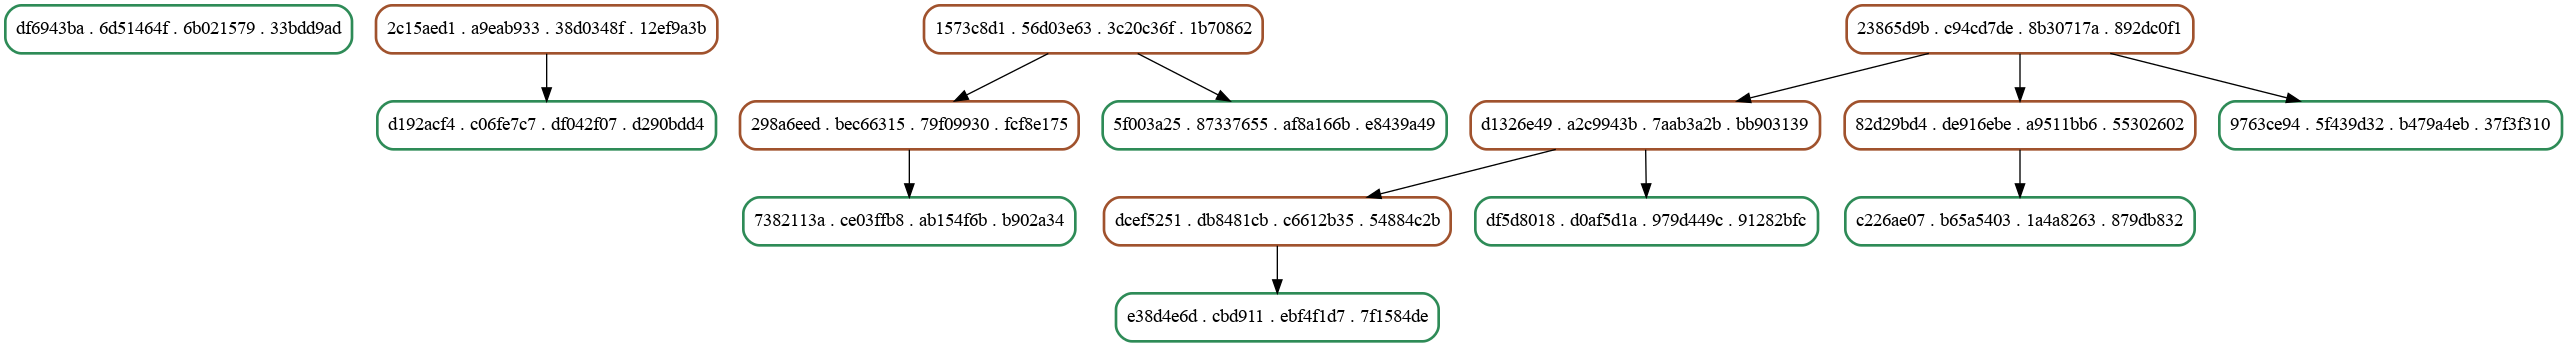 df6943ba . 6d51464f . 6b021579 . 33bdd9ad
2c15aed1 . a9eab933 . 38d0348f . 12ef9a3b
1573c8d1 . 56d03e63 . 3c20c36f . 1b70862
23865d9b . c94cd7de . 8b30717a . 892dc0f1
d192acf4 . c06fe7c7 . df042f07 . d290bdd4
298a6eed . bec66315 . 79f09930 . fcf8e175
5f003a25 . 87337655 . af8a166b . e8439a49
d1326e49 . a2c9943b . 7aab3a2b . bb903139
82d29bd4 . de916ebe . a9511bb6 . 55302602
9763ce94 . 5f439d32 . b479a4eb . 37f3f310
7382113a . ce03ffb8 . ab154f6b . b902a34
dcef5251 . db8481cb . c6612b35 . 54884c2b
df5d8018 . d0af5d1a . 979d449c . 91282bfc
c226ae07 . b65a5403 . 1a4a8263 . 879db832
e38d4e6d . cbd911 . ebf4f1d7 . 7f1584de